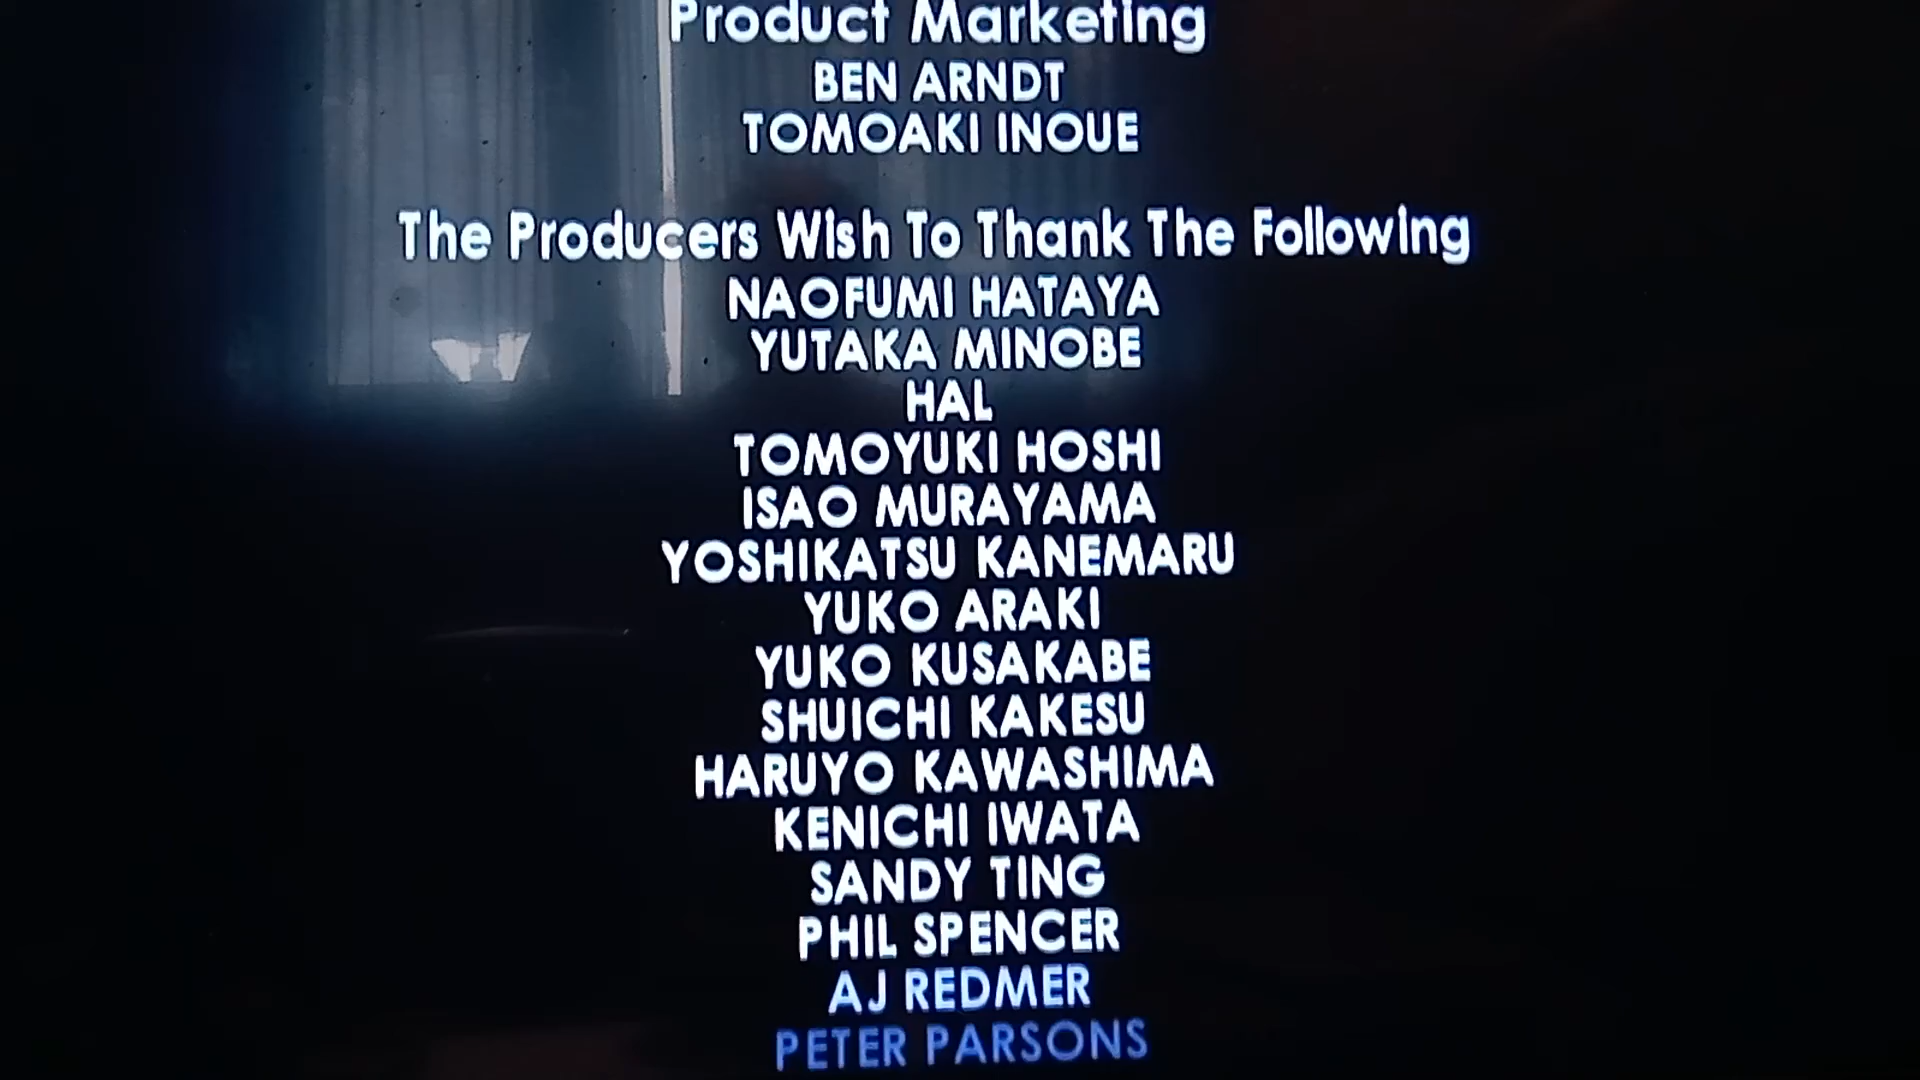 Product Marketing
BEN ARNDT
TOMOAKI INOUE
The Producers Wish To Thank The Following
NAOFUMI HATAYA
YUTAKA MINOBE
HAL
TOMOYUKI HOSHI
ISAO MURAYAMA
YOSHIKATSU KANEMARU
YUKO ARAKI
YUKO KUSAKABE
SHUICHI KAKESU
HARUYO KAWASHIMA
KENICHI IWATA
SANDY TING
PHIL SPENCER
AJ REDMER
PETER PARSONS